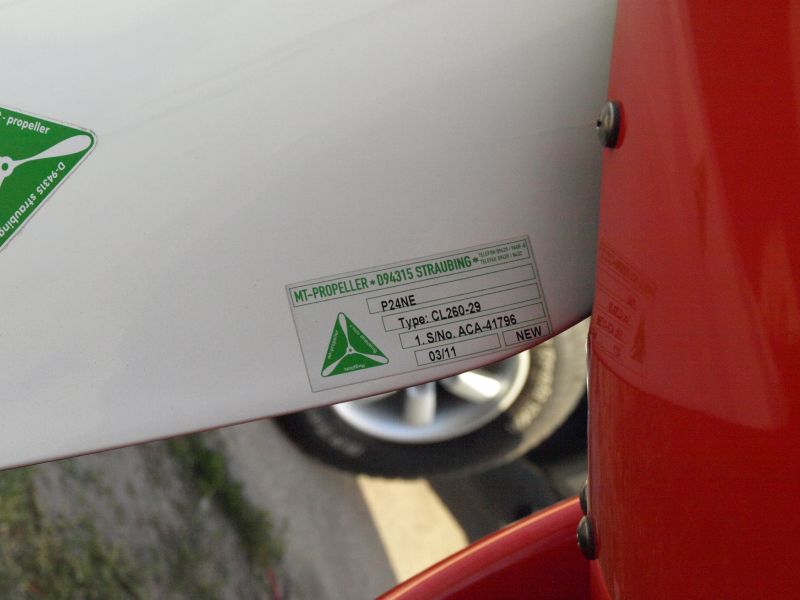 - propeller
D-94315 straubing
MT-PROPELLER * D94315 STRAUBING *
P24NE
Type: CL260-29
1. S/No. ACA-41796
03/11 NEW